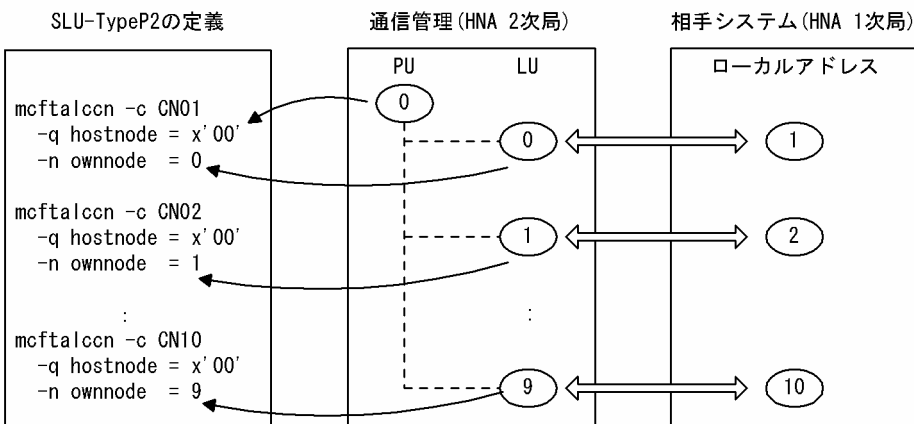 SLU-TypeP2の定義
通信管理(HNA 2次局)
相手システム(HNA 1次局)
PU
LU
ローカルアドレス
mcftalccn -c CN01
-q hostnode = x'00'
-n ownnode = 0
0
0
1
mcftalccn -c CN02
-q hostnode = x'00'
-n ownnode = 1
1
2
:
:
mcftalccn -c CN10
-q hostnode = x'00'
-n ownnode = 9
9
10